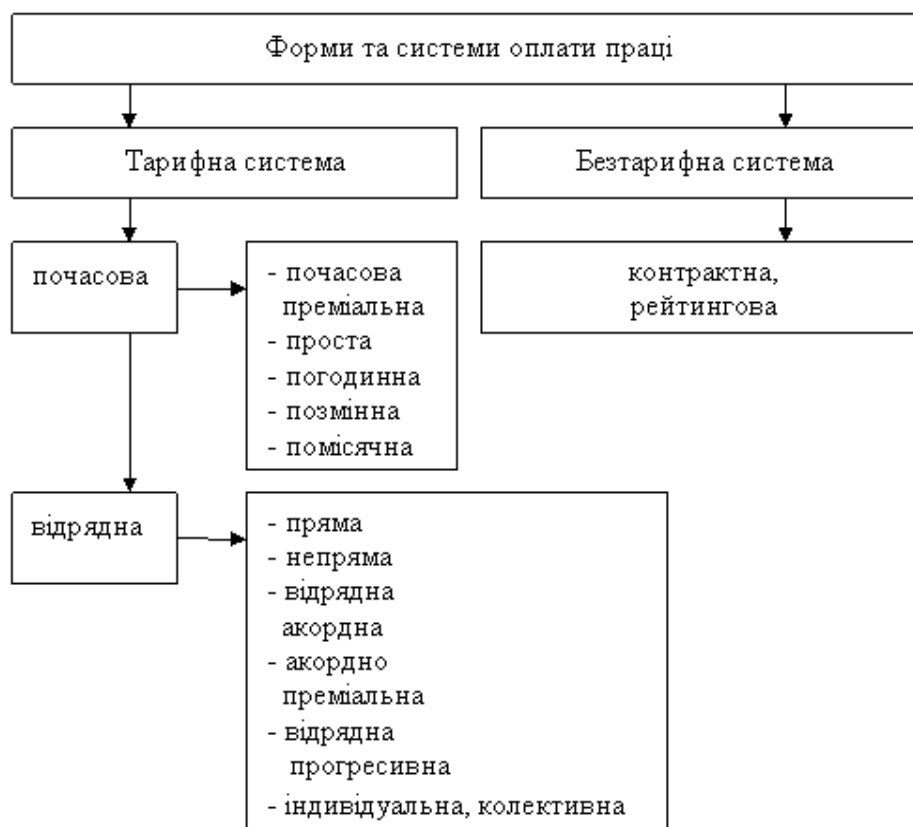 Форми та системи оплати праці
Тарифна система
Безтарифна система
почасова
- почасова
преміальна
- проста
- погодинна
- позмінна
- помісячна
контрактна,
рейтингова
відрядна
- пряма
- непряма
- відрядна
акордна
- акордно
преміальна
- відрядна
прогресивна
- індивідуальна, колективна